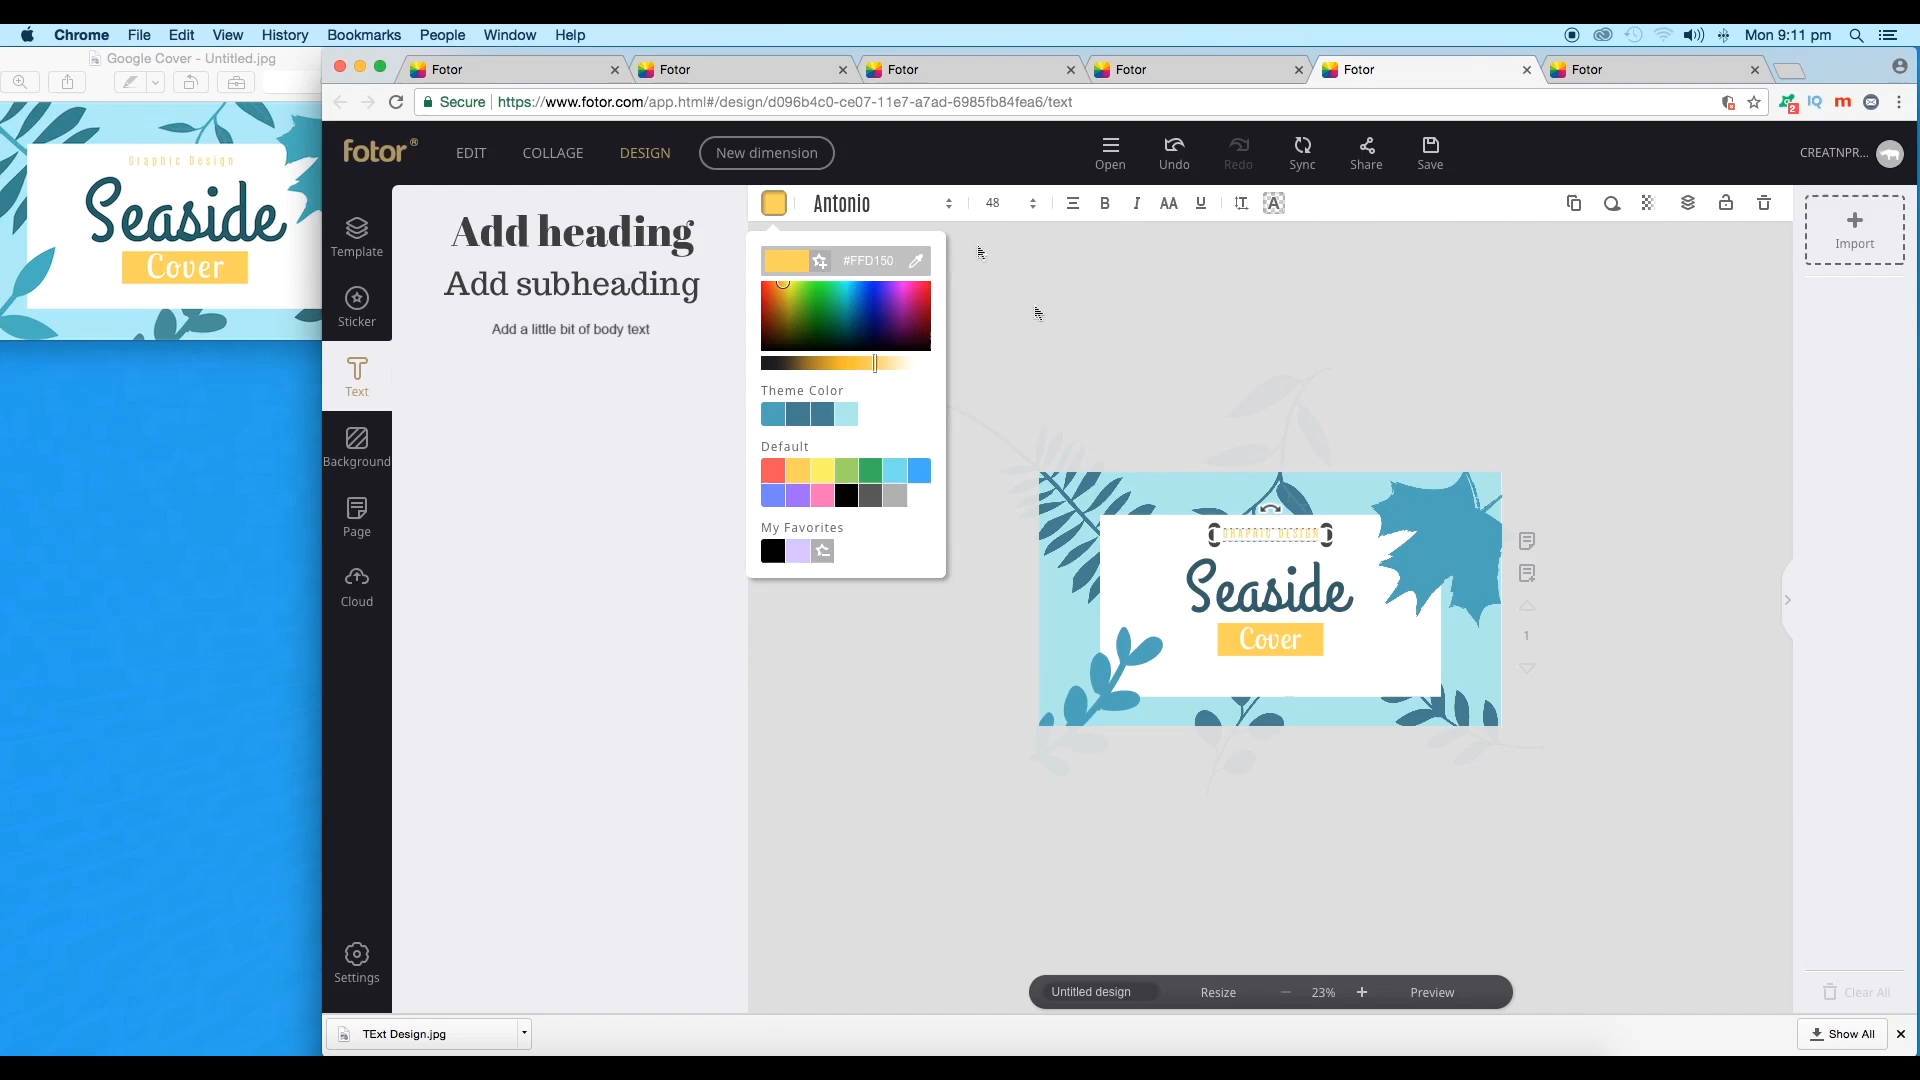 Chrome File Edit View History Bookmarks People Window Help Mon 9:11 pm
Google Cover - Untitled.jpg
Graphic Design
Seaside
Cover
Fotor Fotor Fotor Fotor Fotor Fotor
Secure https://www.fotor.com/app.html#/design/d096b4c0-ce07-11e7-a7ad-6985fb84fea6/text
2 IQ m
fotor® EDIT COLLAGE DESIGN New dimension
Open Undo Redo Sync Share Save
CREATNPR...
Template
Sticker
Text
Background
Page
Cloud
Settings
Add heading
Add subheading
Add a little bit of body text
Antonio 48 B I AA U A
#FFD150
Theme Color
Default
My Favorites
GRAPHIC DESIGN
Seaside
Cover
1
Import
Clear All
Untitled design Resize 23% Preview
TExt Design.jpg
Show All